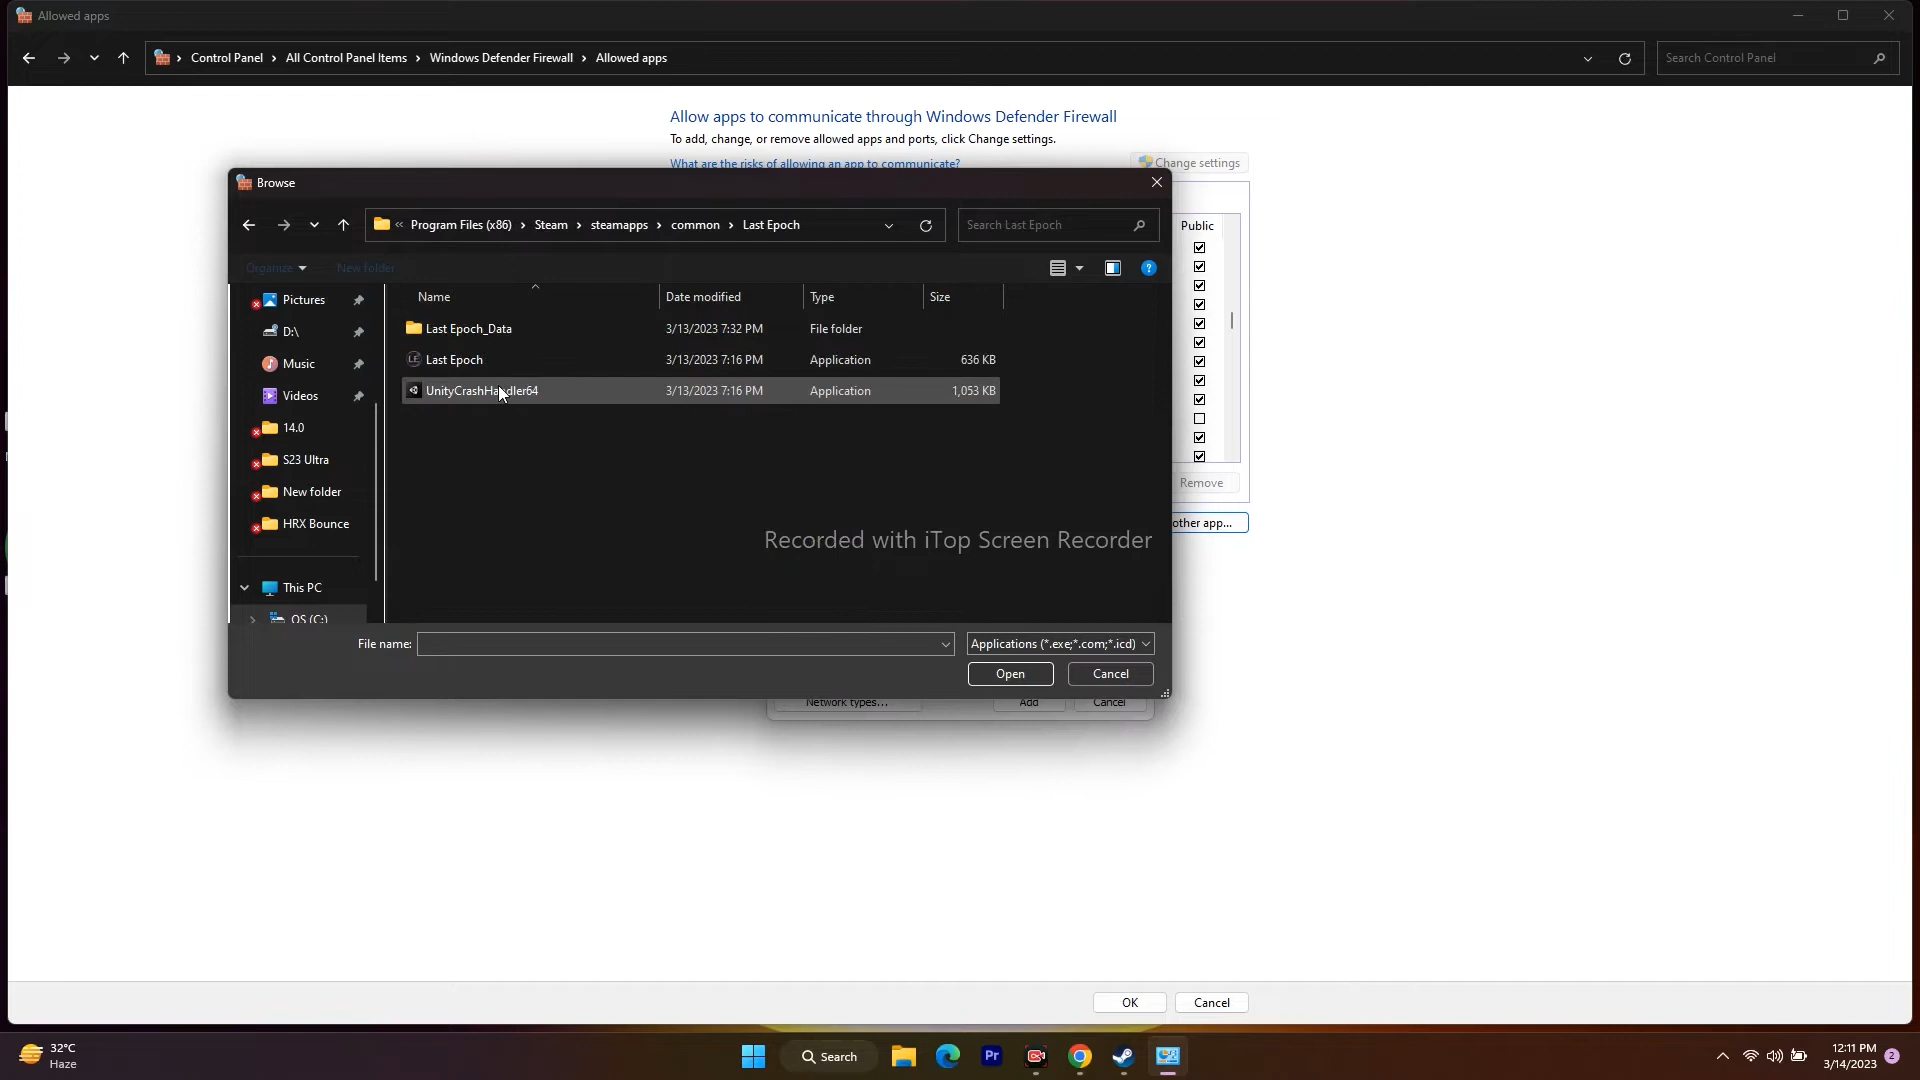 Allowed apps
Control Panel > All Control Panel Items > Windows Defender Firewall > Allowed apps
Search Control Panel
Allow apps to communicate through Windows Defender Firewall
To add, change, or remove allowed apps and ports, click Change settings.
What are the risks of allowing an app to communicate?
Change settings
Browse
« Program Files (x86) > Steam > steamapps > common > Last Epoch
Search Last Epoch
Public
Organize
New folder
Name
Date modified
Type
Size
Pictures
D:\
Music
Videos
14.0
S23 Ultra
New folder
HRX Bounce
This PC
OS (C:)
Last Epoch_Data 3/13/2023 7:32 PM File folder
Last Epoch 3/13/2023 7:16 PM Application 636 KB
UnityCrashHandler64 3/13/2023 7:16 PM Application 1,053 KB
Remove
other app...
Recorded with iTop Screen Recorder
File name:
Applications (*.exe;*.com;*.icd)
Open
Cancel
Network types...
Add
Cancel
OK
Cancel
32°C
Haze
Search
Pr
12:11 PM
3/14/2023
2